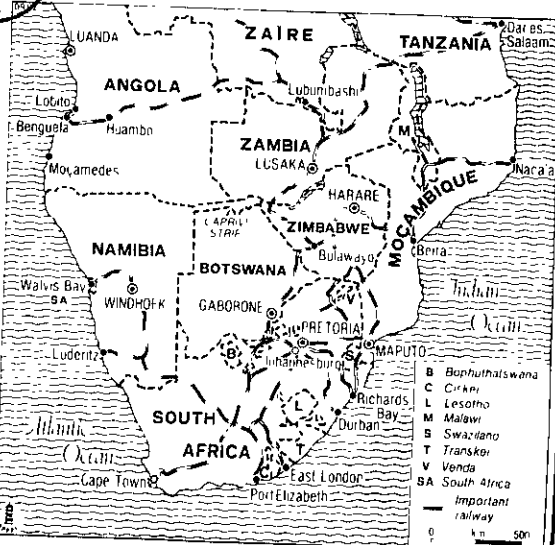 ZAÏRE
Dar es
Salaam
TANZANIA
LUANDA
ANGOLA
Lobito
Benguela
Huambo
Lubumbashi
Moçamedes
ZAMBIA
LUSAKA
M
Nacala
HARARE
MOÇAMBIQUE
CAPRIVI
STRIP
ZIMBABWE
Bulawayo
Beira
NAMIBIA
BOTSWANA
Walvis Bay
SA
WINDHOEK
V
Indian
Ocean
GABORONE
PRETORIA
MAPUTO
Johannesburg
B
S
Luderitz
Richards
Bay
L
Durban
SOUTH
AFRICA
Atlantic
Ocean
T
C
Cape Town
East London
Port Elizabeth
B Bophuthatswana
C Ciskei
L Lesotho
M Malawi
S Swaziland
T Transkei
V Venda
SA South Africa
Important
railway
0 km 500